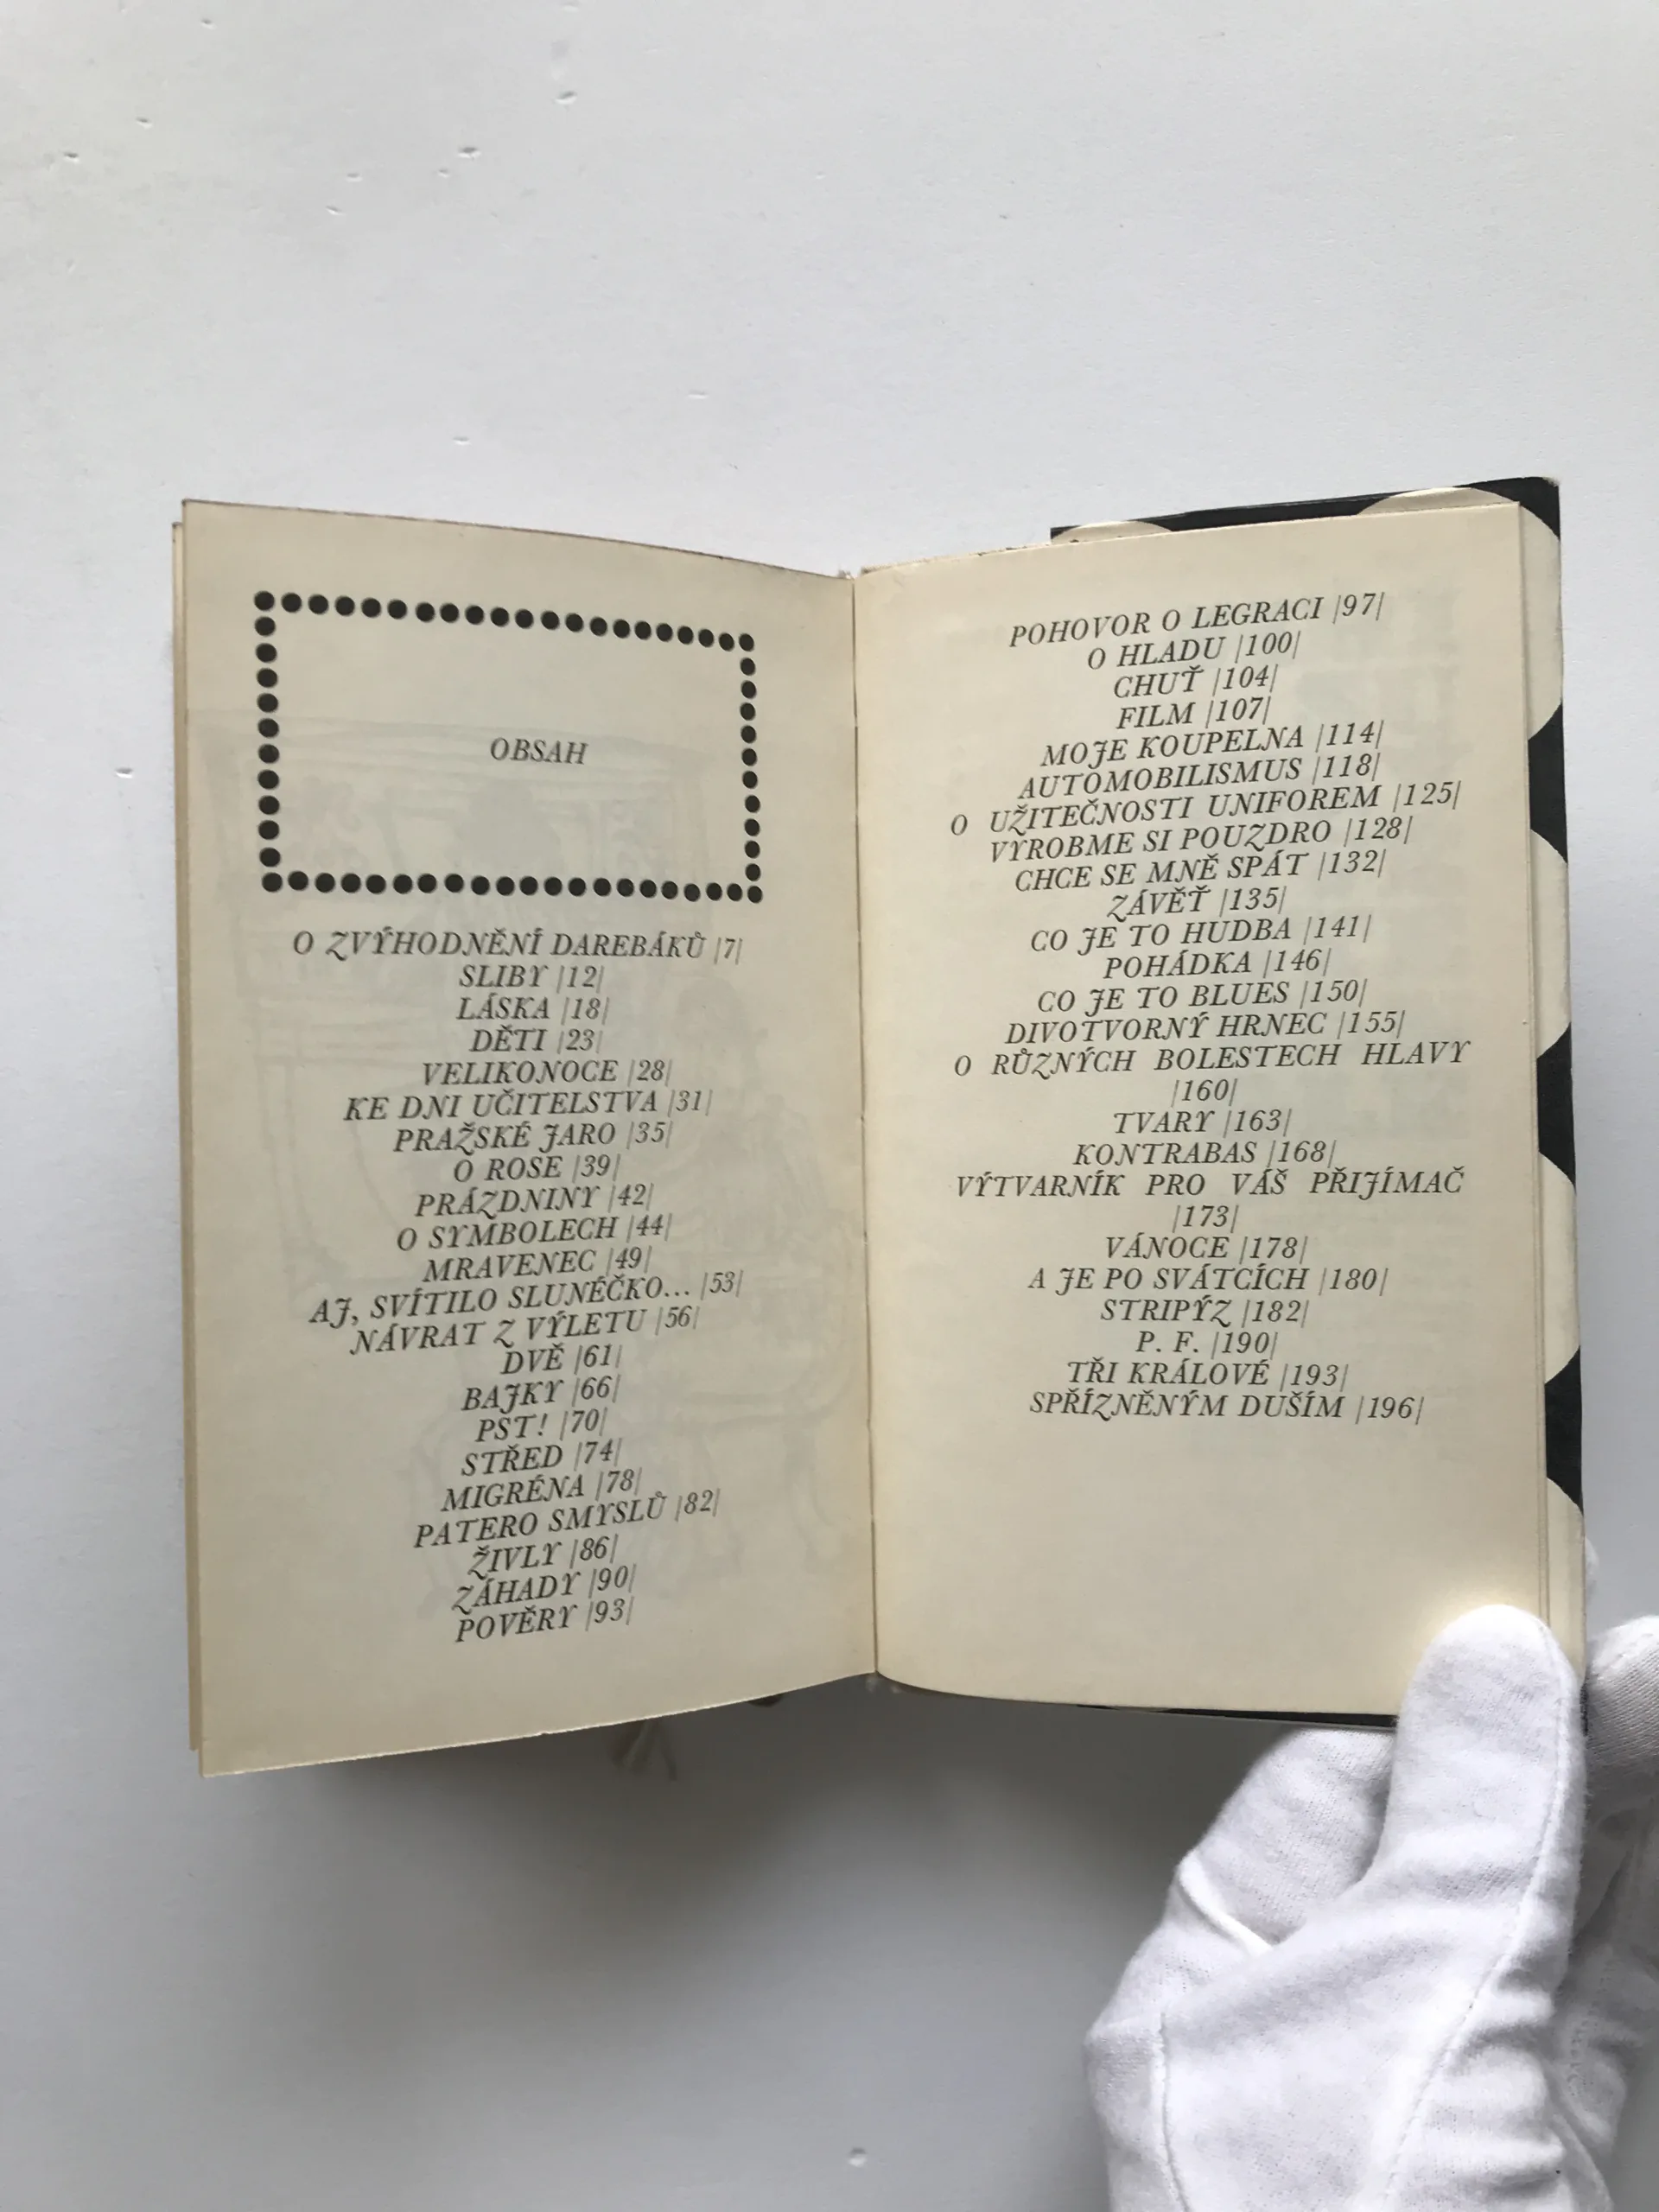 OBSAH
O ZVÝHODNĚNÍ DAREBÁKŮ |7|
SLIBY |12|
LÁSKA |18|
DĚTI |23|
VELIKONOCE |28|
KE DNI UČITELSTVA |31|
PRAŽSKÉ JARO |35|
O ROSE |39|
PRÁZDNINY |42|
O SYMBOLECH |44|
MRAVENEC |49|
AJ, SVÍTILO SLUNÉČKO... |53|
NÁVRAT Z VÝLETU |56|
DVĚ |61|
BAJKY |66|
PST! |70|
STŘED |74|
MIGRÉNA |78|
PATERO SMYSLŮ |82|
ŽIVLY |86|
ZÁHADY |90|
POVĚRY |93|
POHOVOR O LEGRACI |97|
O HLADU |100|
CHUŤ |104|
FILM |107|
MOJE KOUPELNA |114|
AUTOMOBILISMUS |118|
O UŽITEČNOSTI UNIFOREM |125|
VYROBME SI POUZDRO |128|
CHCE SE MNĚ SPÁT |132|
ZÁVĚŤ |135|
CO JE TO HUDBA |141|
POHÁDKA |146|
CO JE TO BLUES |150|
DIVOTVORNÝ HRNEC |155|
O RŮZNÝCH BOLESTECH HLAVY
|160|
TVARY |163|
KONTRABAS |168|
VÝTVARNÍK PRO VÁŠ PŘIJÍMAČ
|173|
VÁNOCE |178|
A JE PO SVÁTCÍCH |180|
STRIPÝZ |182|
P. F. |190|
TŘI KRÁLOVÉ |193|
SPŘÍZNĚNÝM DUŠÍM |196|